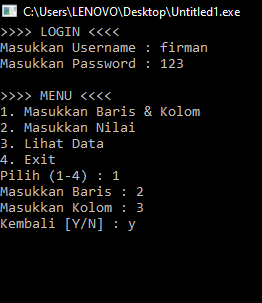 C:\Users\LENOVO\Desktop\Untitled1.exe
>>>> LOGIN <<<<
Masukkan Username : firman
Masukkan Password : 123
>>>> MENU <<<<
1. Masukkan Baris & Kolom
2. Masukkan Nilai
3. Lihat Data
4. Exit
Pilih (1-4) : 1
Masukkan Baris : 2
Masukkan Kolom : 3
Kembali [Y/N] : y